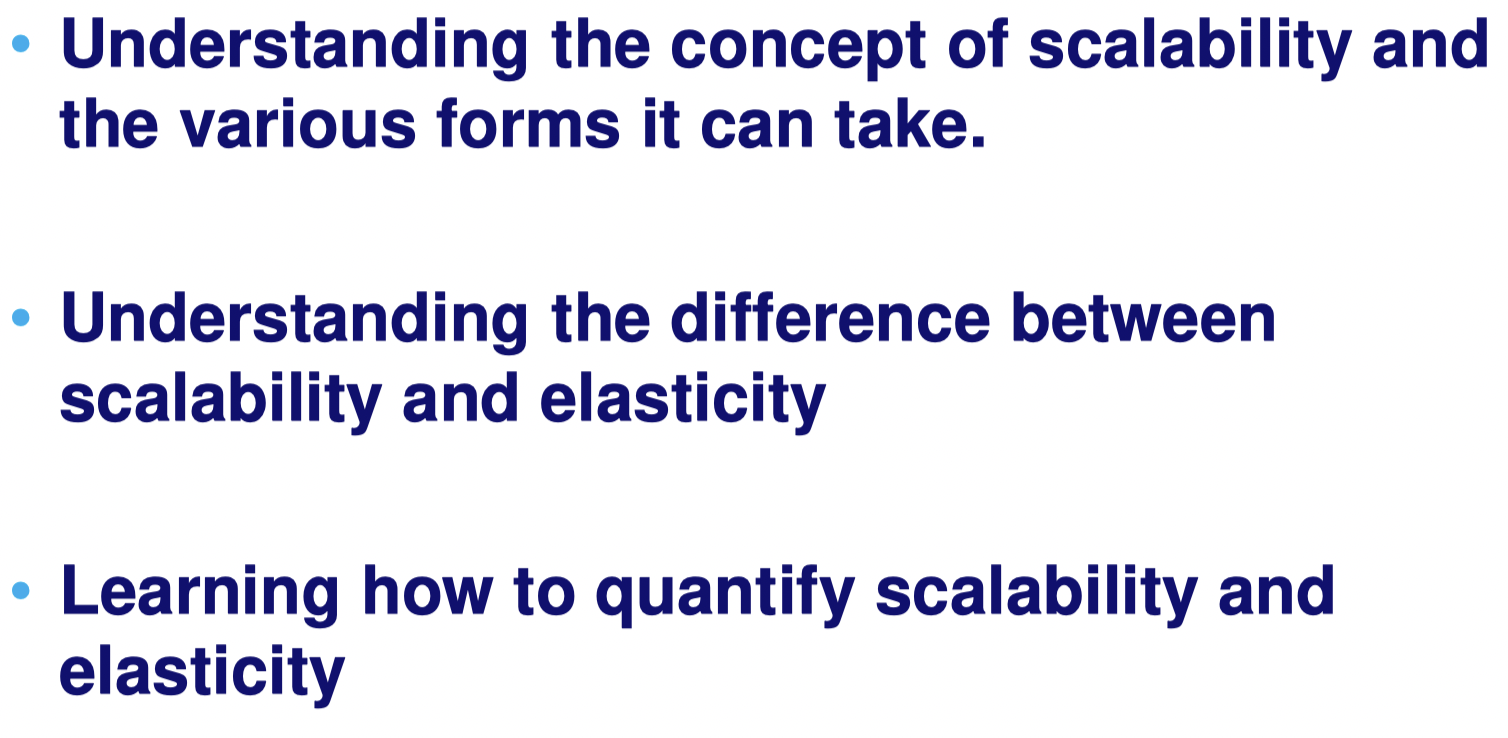 • Understanding the concept of scalability and
the various forms it can take.
• Understanding the difference between
scalability and elasticity
• Learning how to quantify scalability and
elasticity